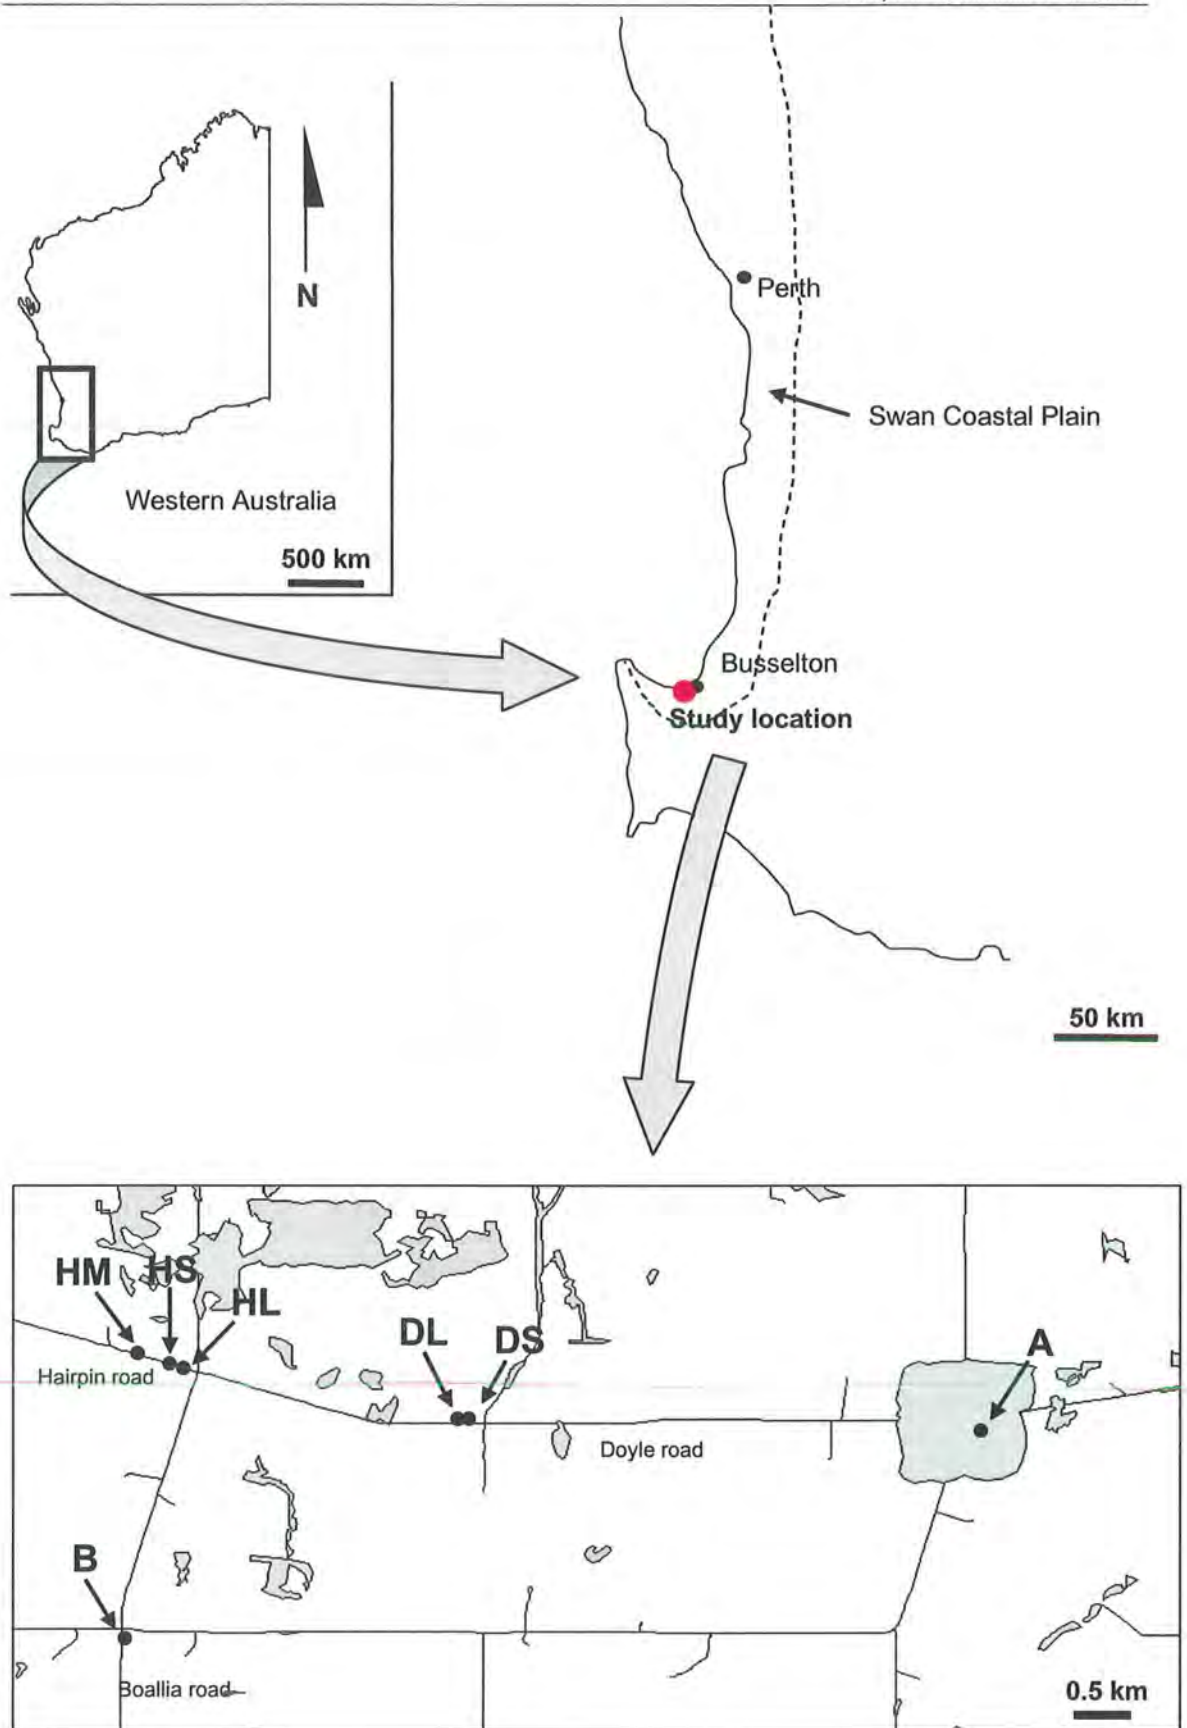 N
Perth
Swan Coastal Plain
Western Australia
500 km
Busselton
Study location
50 km
HM
HS
HL
DL
DS
A
Hairpin road
Doyle road
B
Boallia road
0.5 km